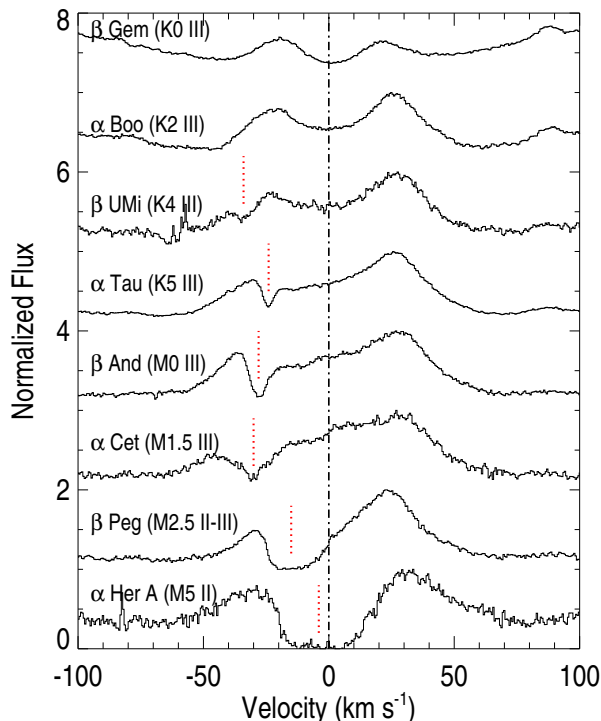 8
β Gem (K0 III)
α Boo (K2 III)
6
β UMi (K4 III)
α Tau (K5 III)
4
β And (M0 III)
α Cet (M1.5 III)
2
β Peg (M2.5 II-III)
α Her A (M5 II)
0
Normalized Flux
-100 -50 0 50 100
Velocity (km s⁻¹)